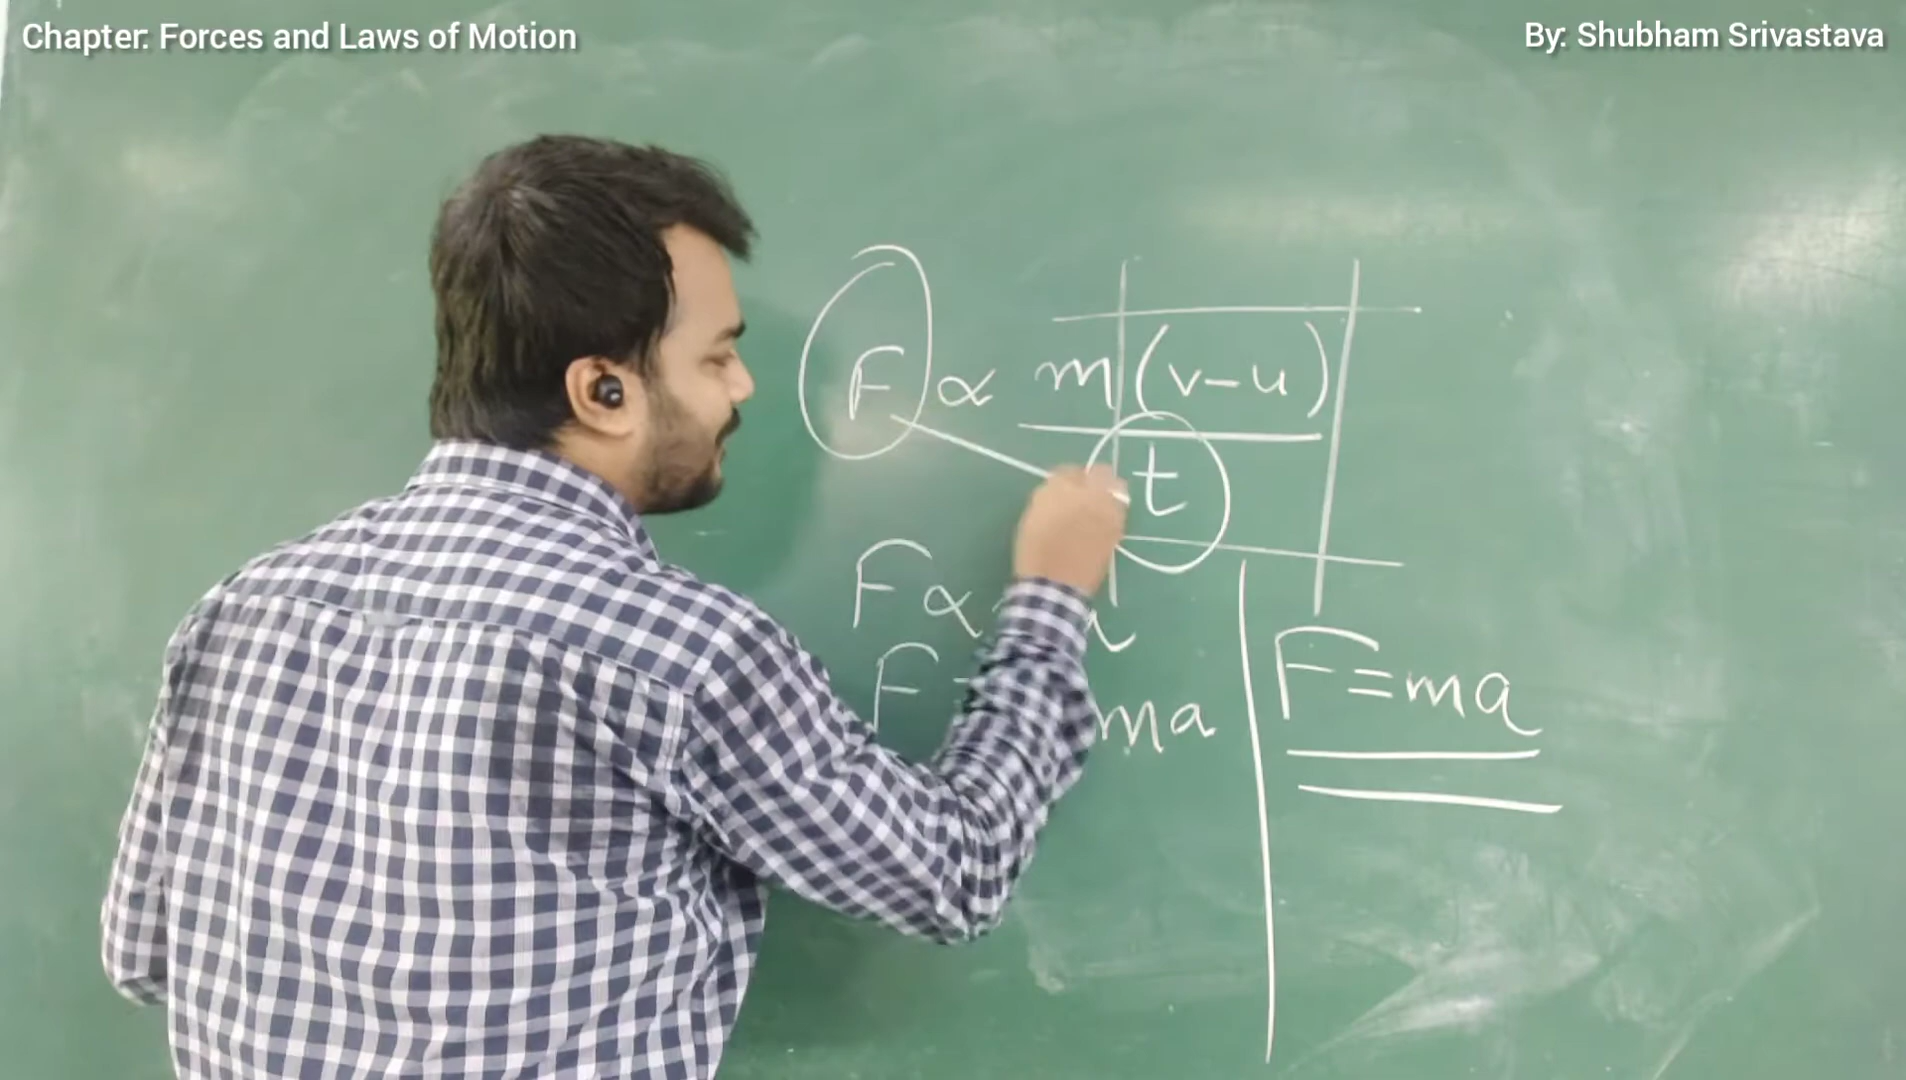 Chapter: Forces and Laws of Motion
By: Shubham Srivastava
F ∝ m(v-u)
t
F ∝
F
ma
F=ma